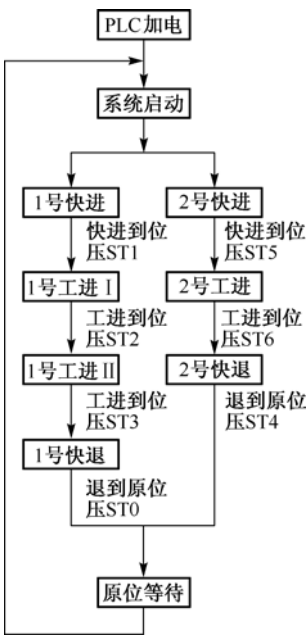 PLC加电
系统启动
1号快进
2号快进
快进到位
压ST1
快进到位
压ST5
1号工进Ⅰ
2号工进
工进到位
压ST2
工进到位
压ST6
1号工进Ⅱ
2号快退
工进到位
压ST3
退到原位
压ST4
1号快退
退到原位
压ST0
原位等待